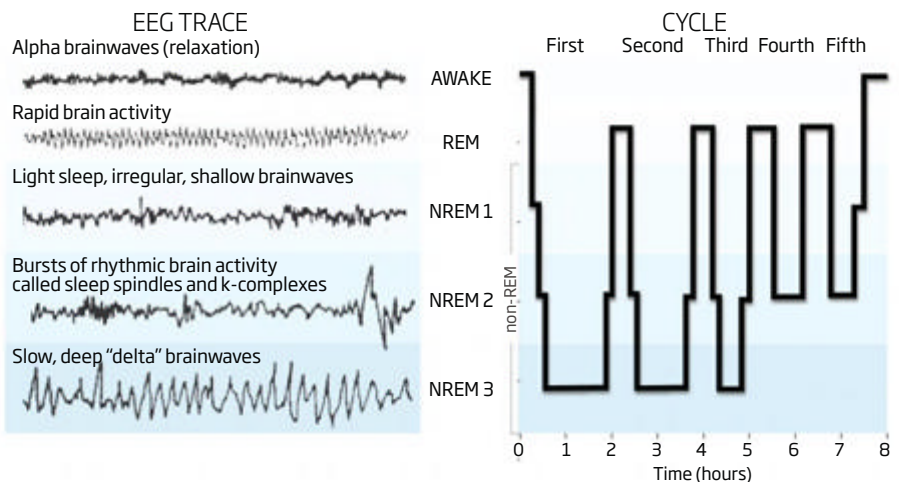 EEG TRACE
Alpha brainwaves (relaxation)
Rapid brain activity
Light sleep, irregular, shallow brainwaves
Bursts of rhythmic brain activity
called sleep spindles and k-complexes
Slow, deep “delta” brainwaves
AWAKE
REM
NREM 1
NREM 2
NREM 3
CYCLE
First Second Third Fourth Fifth
non-REM
0 1 2 3 4 5 6 7 8
Time (hours)